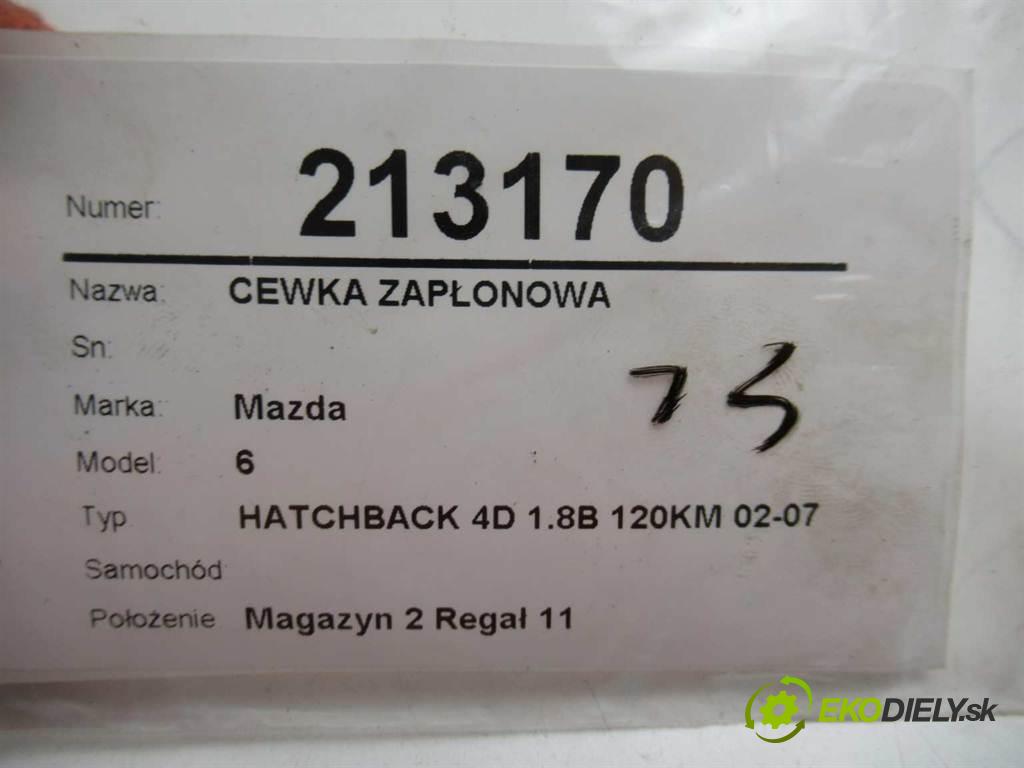 Numer: 213170
Nazwa: CEWKA ZAPŁONOWA
Sn:
Marka: Mazda
Model: 6
Typ HATCHBACK 4D 1.8B 120KM 02-07
Samochód
Położenie Magazyn 2 Regał 11
EKODIELY.sk